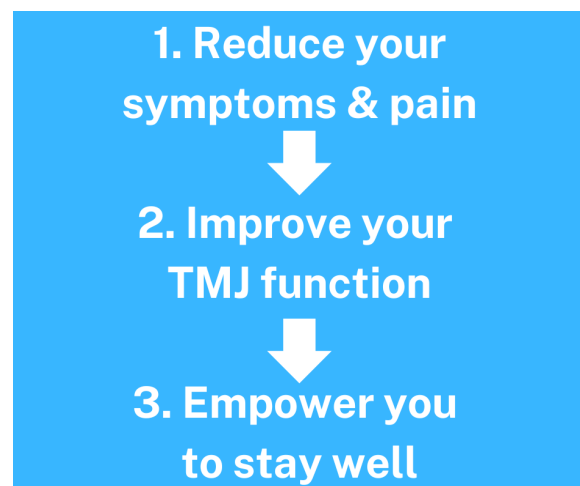 1. Reduce your
symptoms & pain
2. Improve your
TMJ function
3. Empower you
to stay well